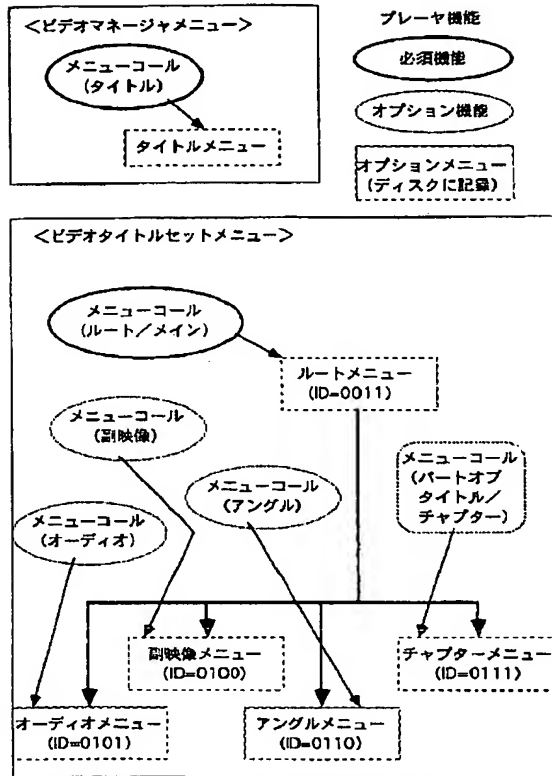 <ビデオマネージャメニュー>
メニューコール
(タイトル)
タイトルメニュー
プレーヤ機能
必須機能
オプション機能
オプションメニュー
(ディスクに記録)
<ビデオタイトルセットメニュー>
メニューコール
(ルート/メイン)
ルートメニュー
(ID=0011)
メニューコール
(副映像)
メニューコール
(アングル)
メニューコール
(パートオブ
タイトル/
チャプター)
メニューコール
(オーディオ)
副映像メニュー
(ID=0100)
チャプターメニュー
(ID=0111)
オーディオメニュー
(ID=0101)
アングルメニュー
(ID=0110)